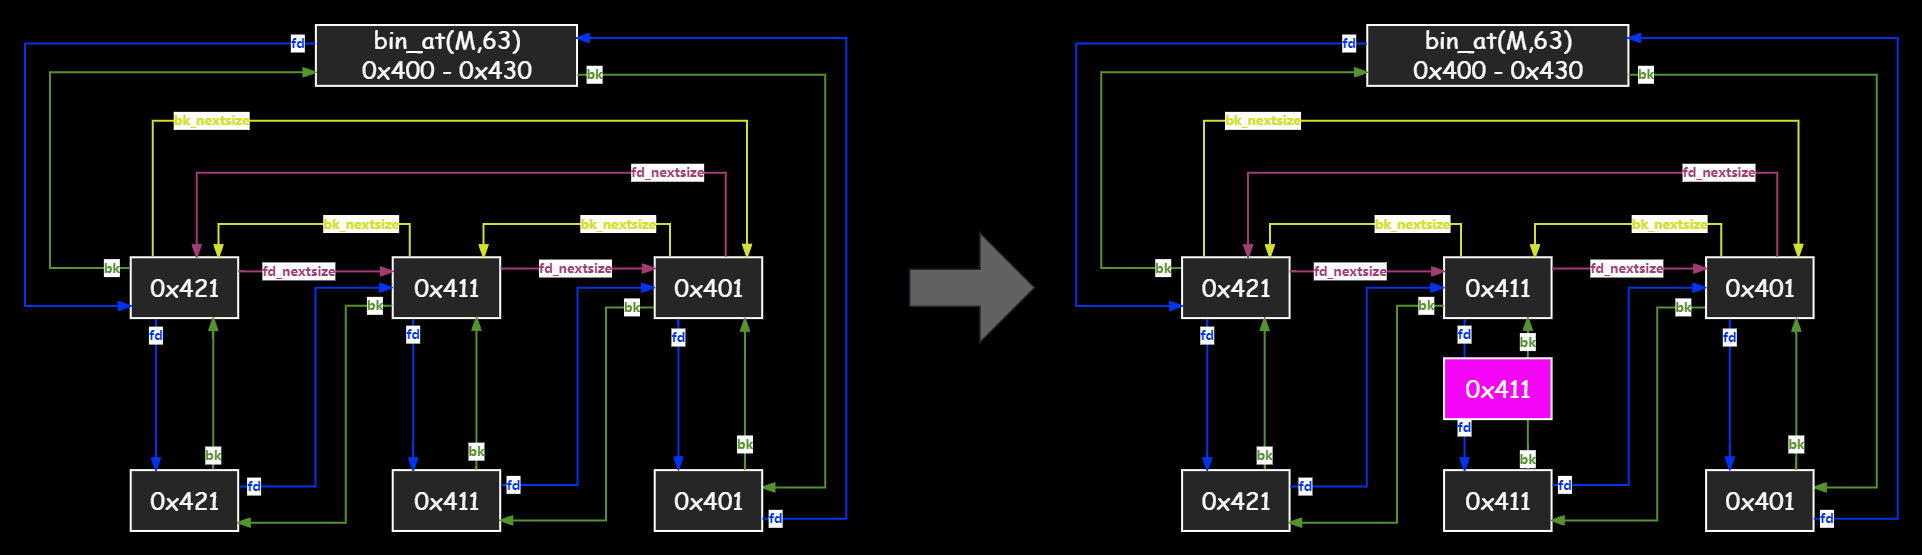 fd
bin_at(M,63)
0x400 - 0x430
bk
bk_nextsize
fd_nextsize
bk_nextsize
bk_nextsize
bk
fd_nextsize
fd_nextsize
0x421
0x411
0x401
bk
bk
fd
fd
fd
bk
bk
bk
0x421
fd
0x411
fd
0x401
fd
fd
bin_at(M,63)
0x400 - 0x430
bk
bk_nextsize
fd_nextsize
bk_nextsize
bk_nextsize
bk
fd_nextsize
fd_nextsize
0x421
0x411
0x401
bk
bk
fd
fd
bk
fd
0x411
fd
bk
bk
bk
0x421
fd
0x411
fd
0x401
fd